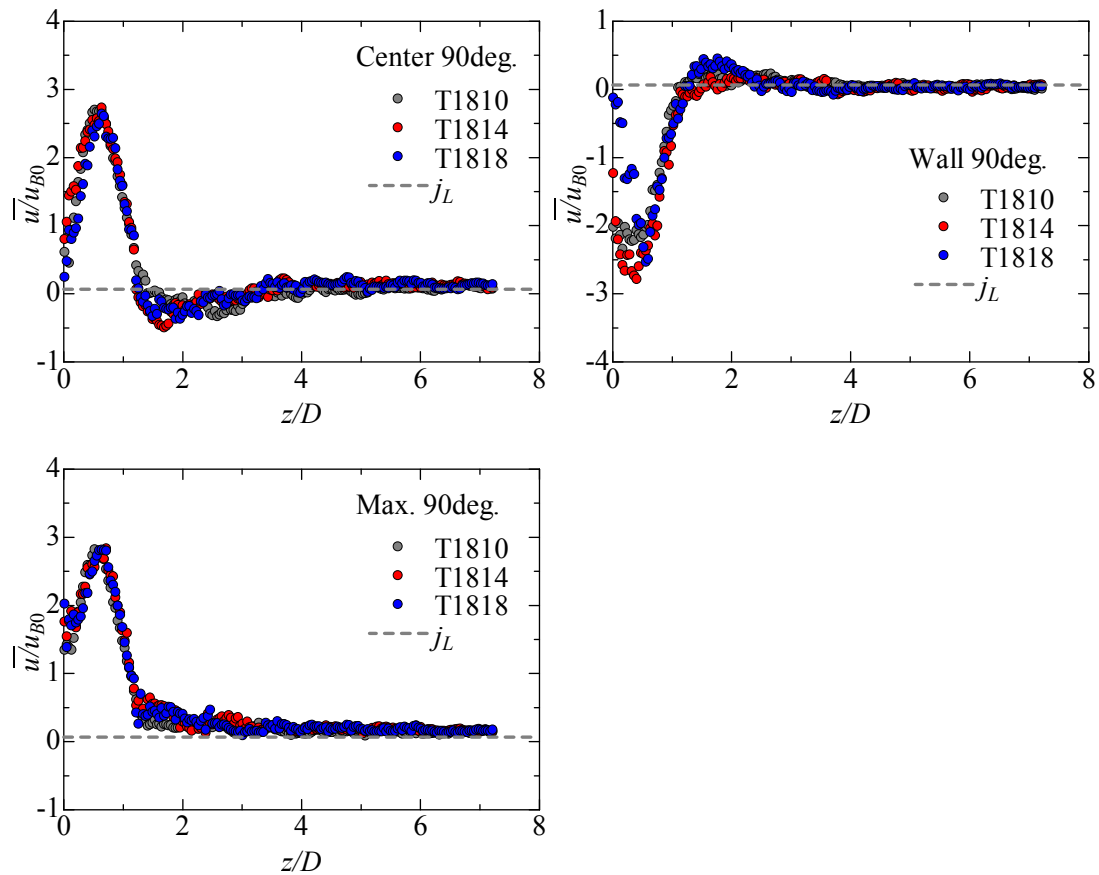 4
3
2
1
0
-1
0
2
4
6
8
u/u_B0
z/D
Center 90deg.
T1810
T1814
T1818
j_L
1
0
-1
-2
-3
-4
0
2
4
6
8
u/u_B0
z/D
Wall 90deg.
T1810
T1814
T1818
j_L
4
3
2
1
0
-1
0
2
4
6
8
u/u_B0
z/D
Max. 90deg.
T1810
T1814
T1818
j_L